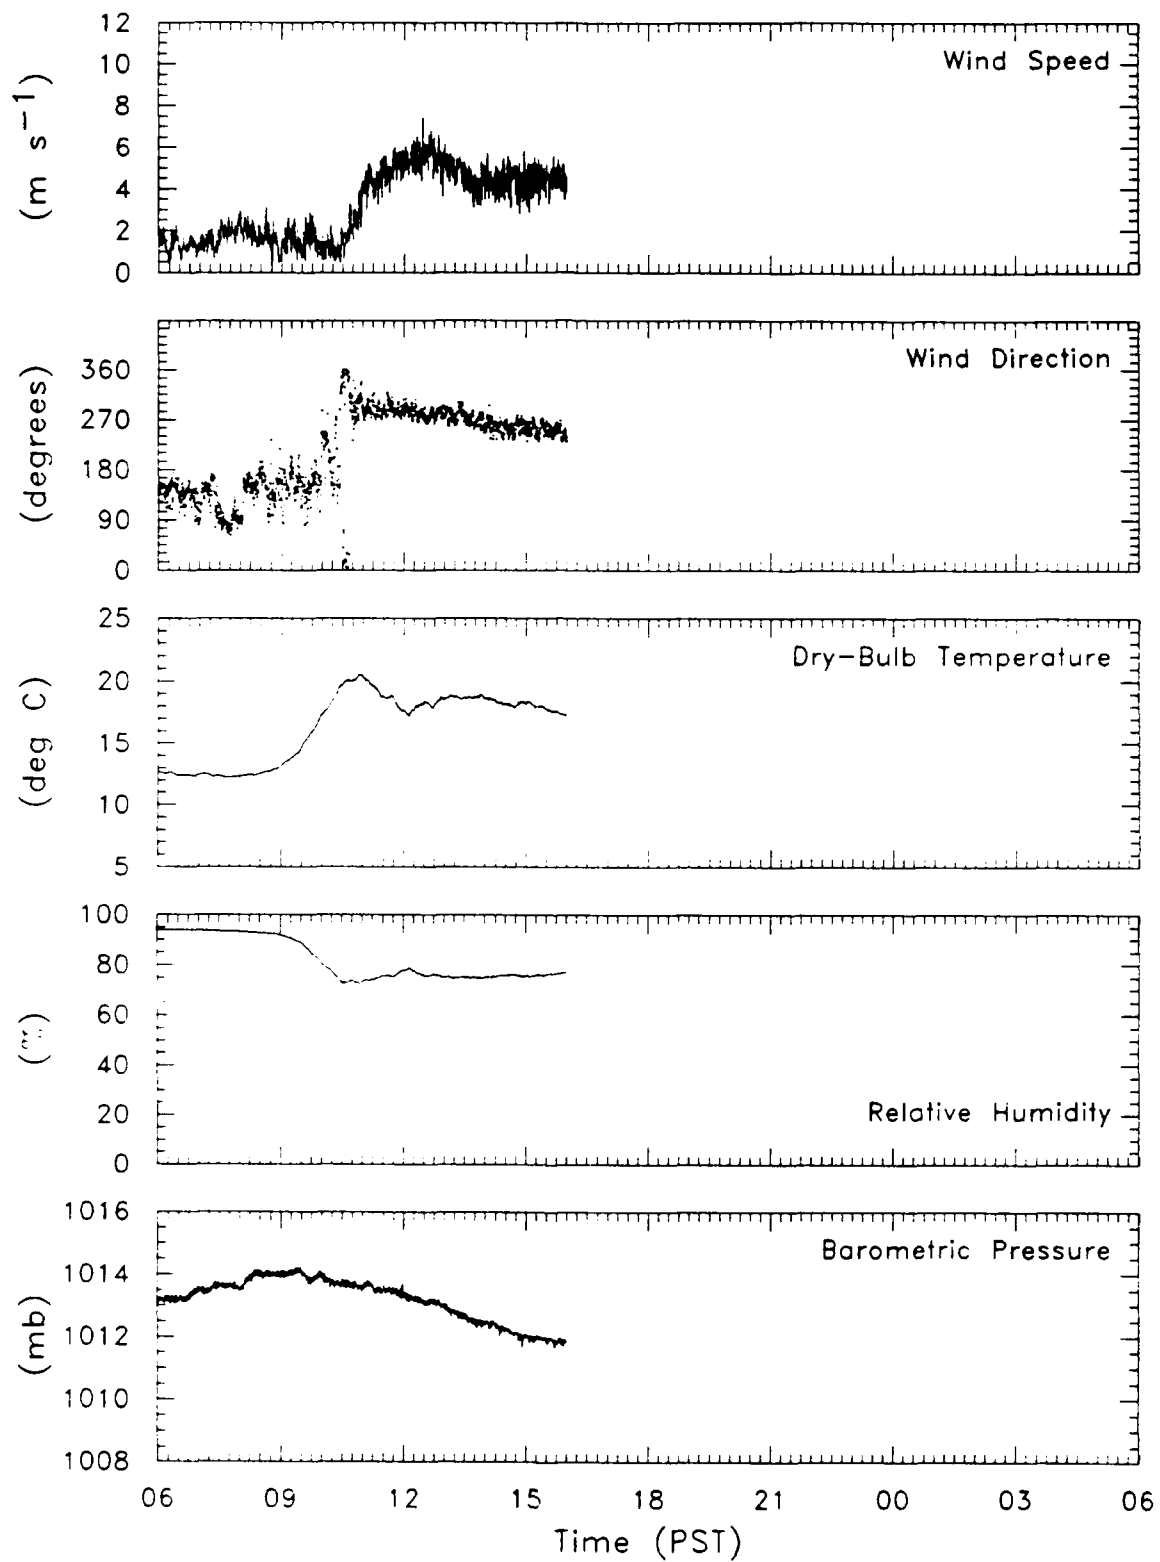 12
10
8
6
4
2
0
(m s⁻¹)
Wind Speed
360
270
180
90
0
(degrees)
Wind Direction
25
20
15
10
5
(deg C)
Dry-Bulb Temperature
100
80
60
40
20
0
Relative Humidity
1016
1014
1012
1010
1008
(mb)
Barometric Pressure
06 09 12 15 18 21 00 03 06
Time (PST)